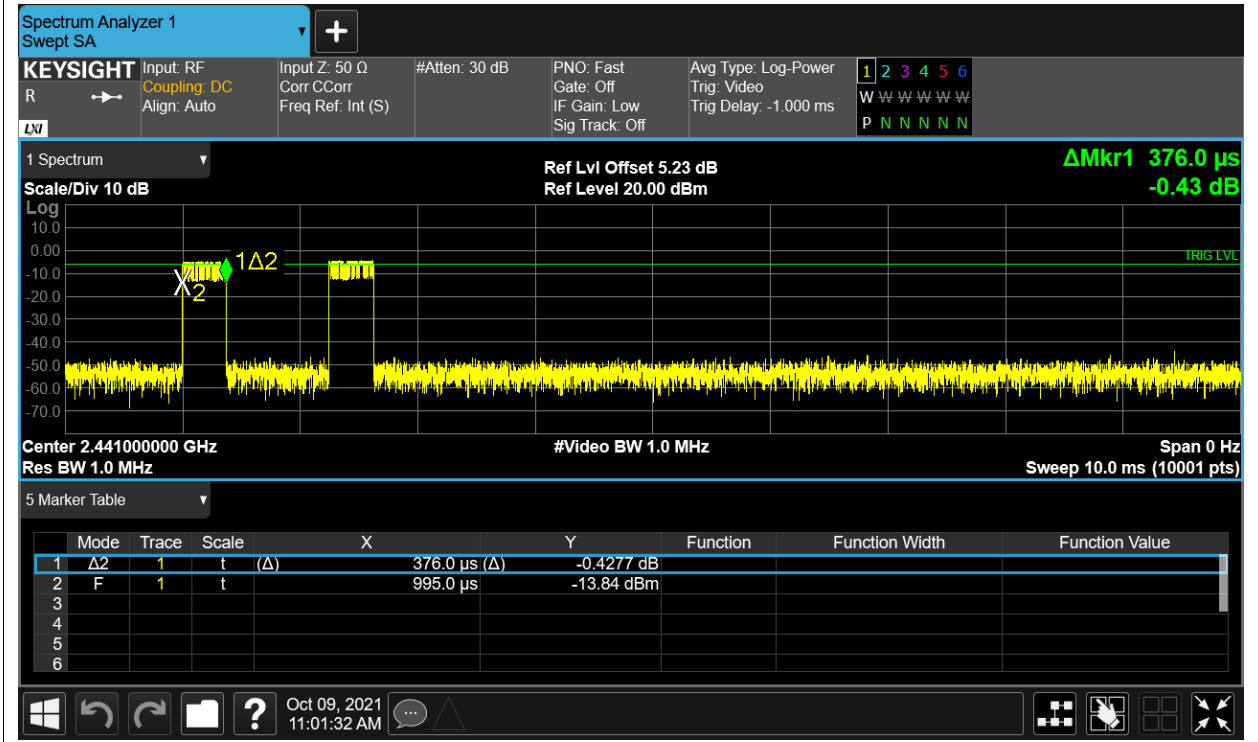 Spectrum Analyzer 1
Swept SA
KEYSIGHT
R
LXI
Input: RF
Coupling: DC
Align: Auto
Input Z: 50 Ω
Corr CCorr
Freq Ref: Int (S)
#Atten: 30 dB
PNO: Fast
Gate: Off
IF Gain: Low
Sig Track: Off
Avg Type: Log-Power
Trig: Video
Trig Delay: -1.000 ms
1 2 3 4 5 6
W W W W W W
P N N N N N
1 Spectrum
Scale/Div 10 dB
Ref Lvl Offset 5.23 dB
Ref Level 20.00 dBm
ΔMkr1 376.0 µs
-0.43 dB
Log
10.0
0.00
-10.0
-20.0
-30.0
-40.0
-50.0
-60.0
-70.0
1Δ2
2
TRIG LVL
Center 2.441000000 GHz
#Video BW 1.0 MHz
Span 0 Hz
Res BW 1.0 MHz
Sweep 10.0 ms (10001 pts)
5 Marker Table
Mode Trace Scale X Y Function Function Width Function Value
1 Δ2 1 t (Δ) 376.0 µs (Δ) -0.4277 dB
2 F 1 t 995.0 µs -13.84 dBm
3
4
5
6
?
Oct 09, 2021
11:01:32 AM